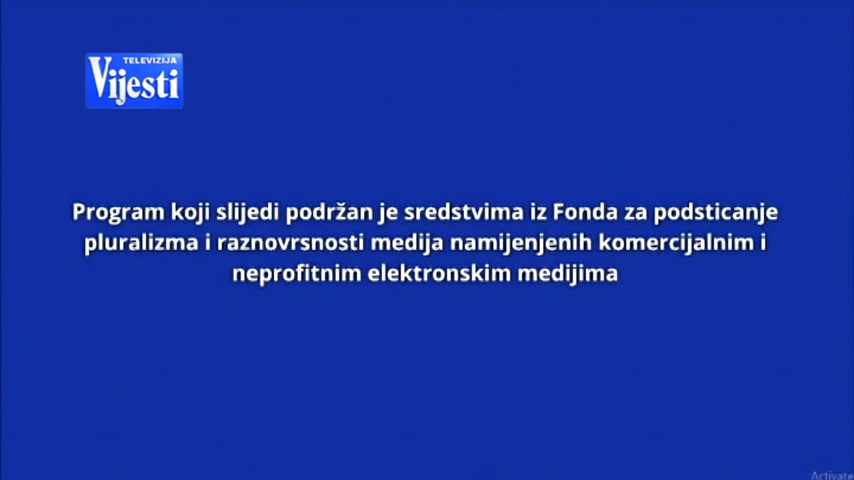 TELEVIZIJA
Vijesti
Program koji slijedi podržan je sredstvima iz Fonda za podsticanje
pluralizma i raznovrsnosti medija namijenjenih komercijalnim i
neprofitnim elektronskim medijima
Activate